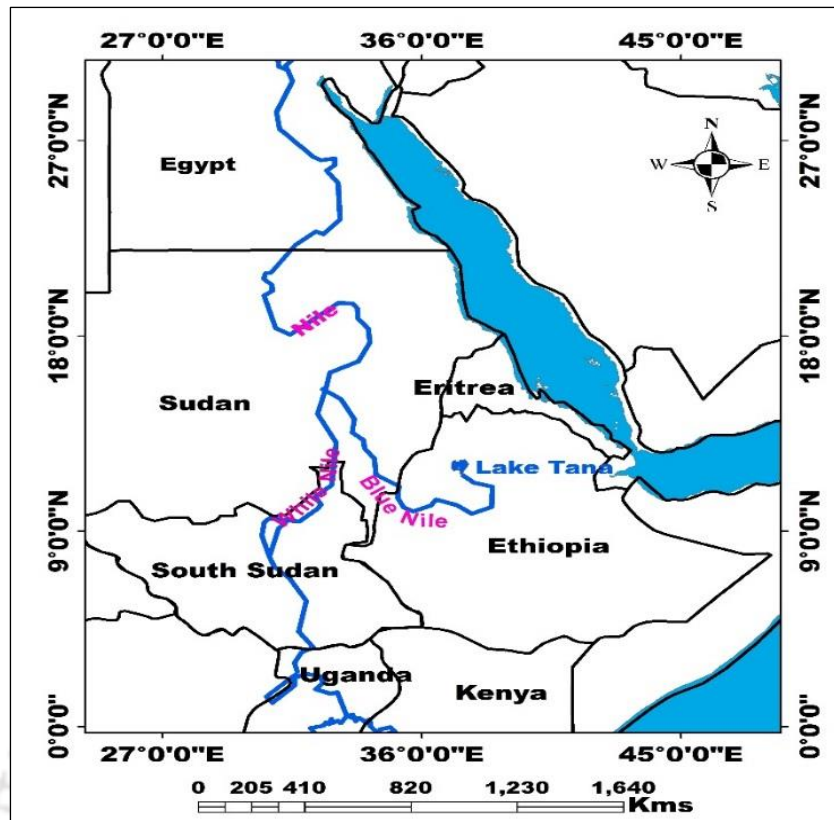 27°0'0"E 36°0'0"E 45°0'0"E
27°0'0"N
27°0'0"N
N
W E
S
Egypt
Nile
18°0'0"N
18°0'0"N
Eritrea
Sudan
Lake Tana
White Nile
Blue Nile
9°0'0"N
9°0'0"N
Ethiopia
South Sudan
Uganda
Kenya
0°0'0"
0°0'0"
27°0'0"E 36°0'0"E 45°0'0"E
0 205 410 820 1,230 1,640
Kms